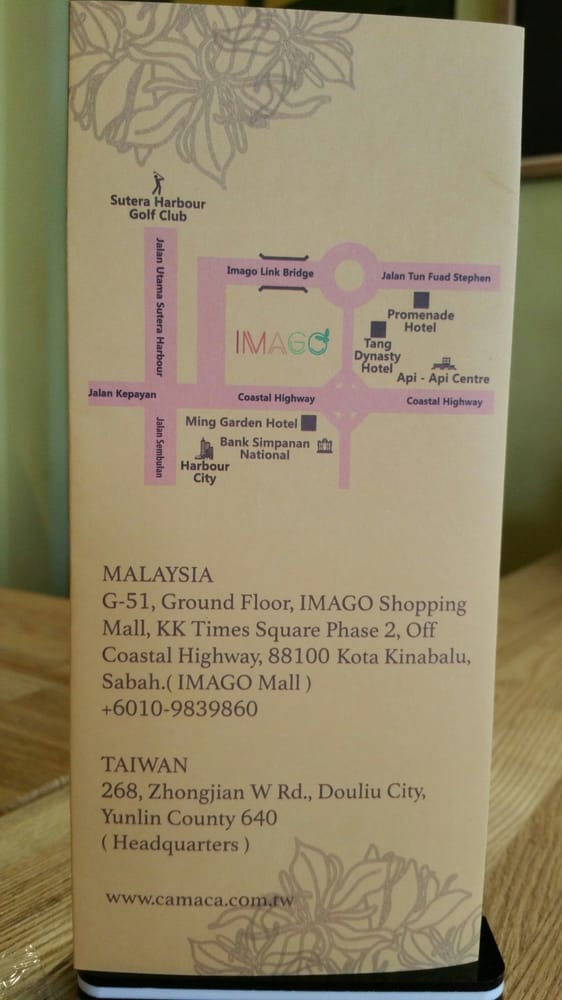 Sutera Harbour
Golf Club
Jalan Utama Sutera Harbour
Imago Link Bridge
Jalan Tun Fuad Stephen
Promenade
Hotel
IMAGO
Tang
Dynasty
Hotel
Api - Api Centre
Jalan Kepayan
Coastal Highway
Coastal Highway
Jalan Sembulan
Ming Garden Hotel
Bank Simpanan
National
Harbour
City
MALAYSIA
G-51, Ground Floor, IMAGO Shopping
Mall, KK Times Square Phase 2, Off
Coastal Highway, 88100 Kota Kinabalu,
Sabah.( IMAGO Mall )
+6010-9839860
TAIWAN
268, Zhongjian W Rd., Douliu City,
Yunlin County 640
( Headquarters )
www.camaca.com.tw